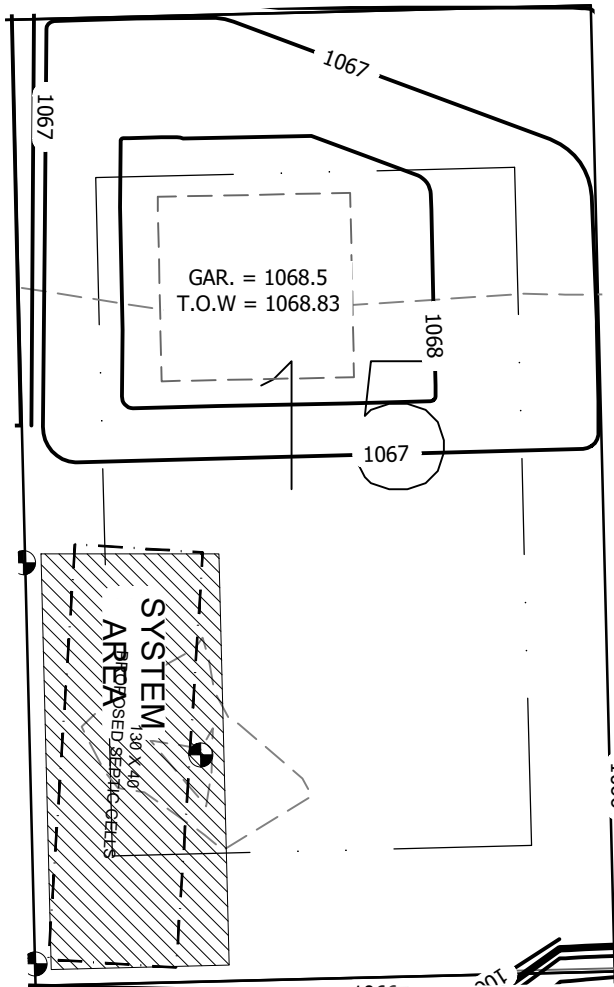 1067
1067
GAR. = 1068.5
T.O.W = 1068.83
1068
1067
SYSTEM
AREA
130 X 40
PROPOSED SEPTIC CELLS